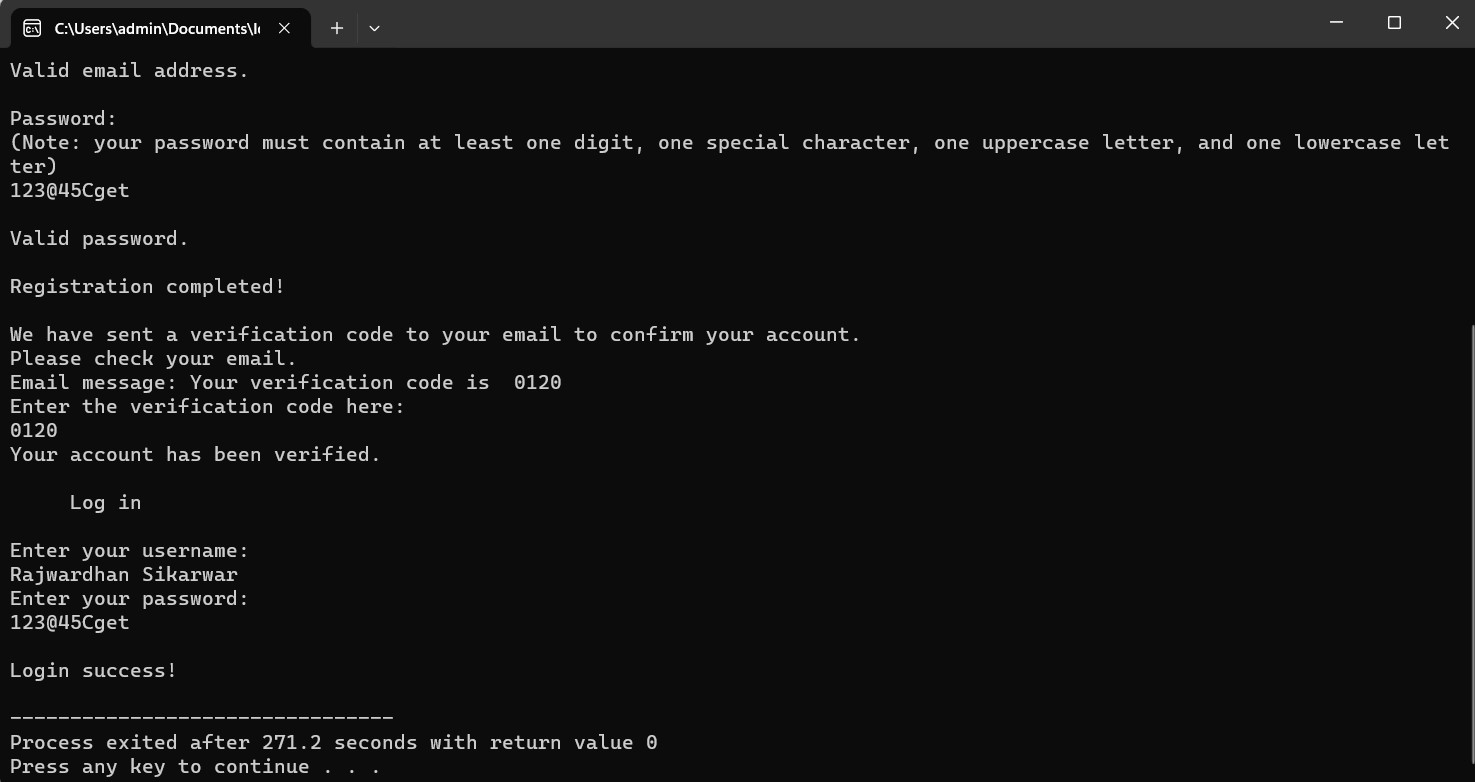 C:\Users\admin\Documents\
Valid email address.
Password:
(Note: your password must contain at least one digit, one special character, one uppercase letter, and one lowercase let
ter)
123@45Cget
Valid password.
Registration completed!
We have sent a verification code to your email to confirm your account.
Please check your email.
Email message: Your verification code is  0120
Enter the verification code here:
0120
Your account has been verified.
Log in
Enter your username:
Rajwardhan Sikarwar
Enter your password:
123@45Cget
Login success!
--------------------------------
Process exited after 271.2 seconds with return value 0
Press any key to continue . . .